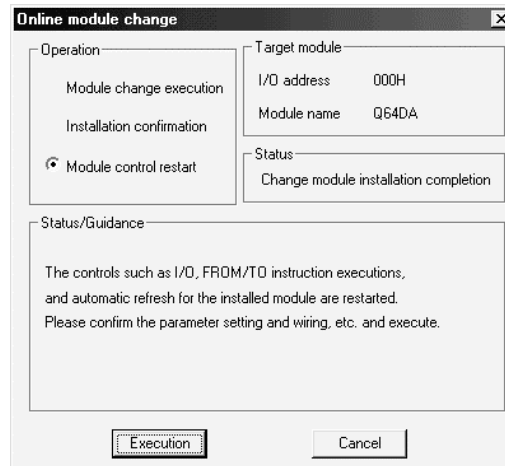 Online module change
Operation
Module change execution
Installation confirmation
Module control restart
Target module
I/O address 000H
Module name Q64DA
Status
Change module installation completion
Status/Guidance
The controls such as I/O, FROM/TO instruction executions,
and automatic refresh for the installed module are restarted.
Please confirm the parameter setting and wiring, etc. and execute.
Execution Cancel